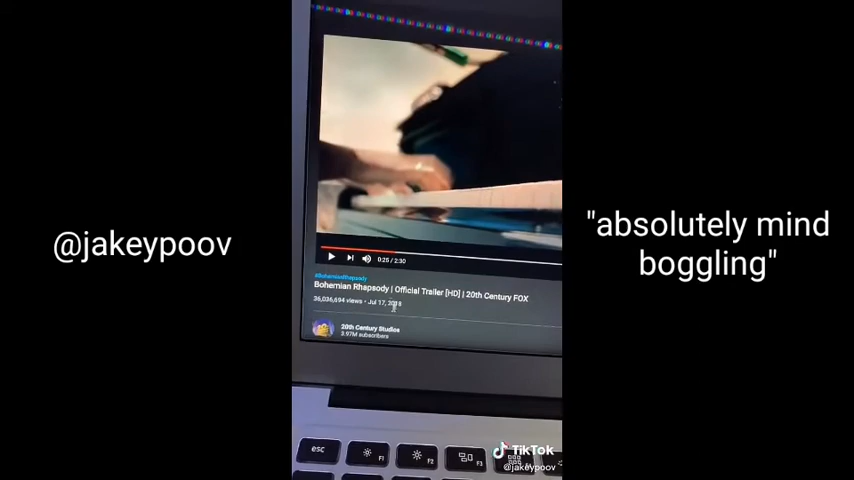 @jakeypoov
"absolutely mind
boggling"
0:25 / 2:30
#BohemianRhapsody
Bohemian Rhapsody | Official Trailer [HD] | 20th Century FOX
36,036,694 views • Jul 17, 2018
20th Century Studios
3.97M subscribers
esc
F1
F2
F3
TikTok
@jakeypoov